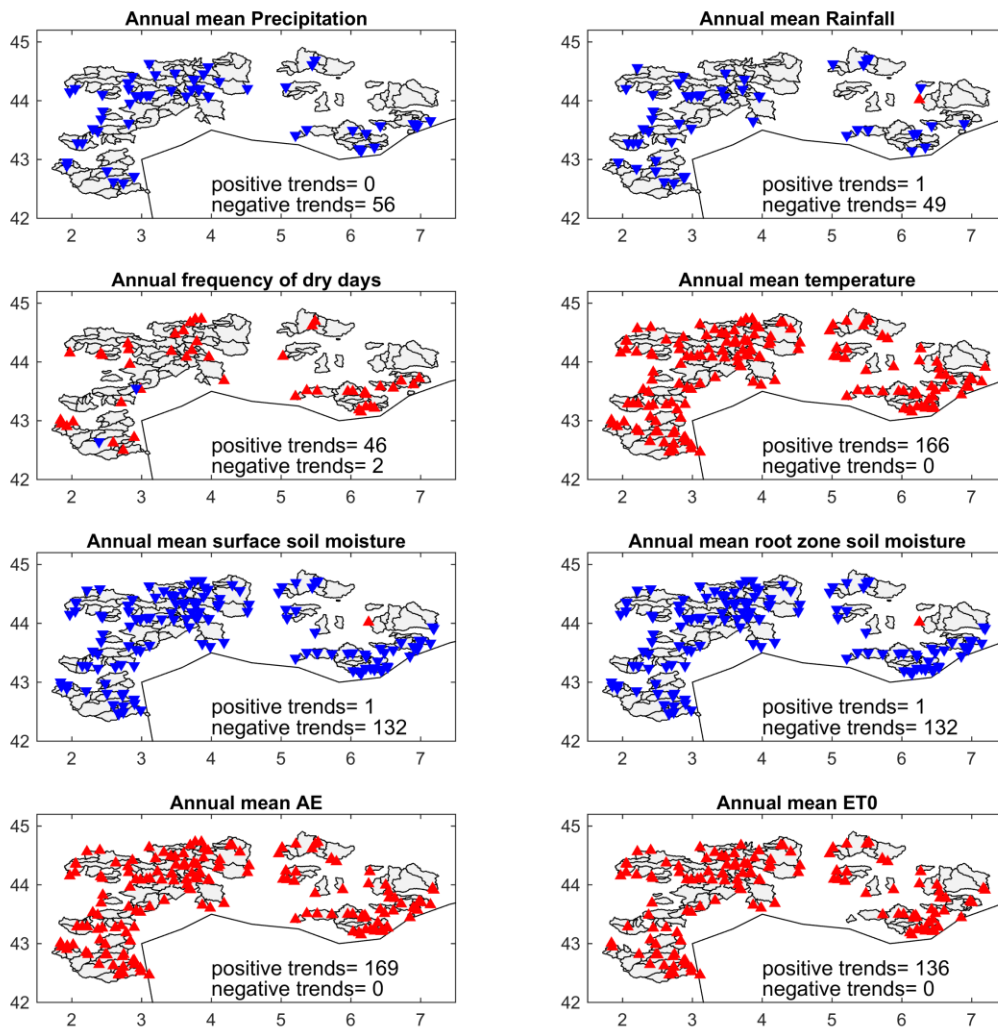 Annual mean Precipitation
45
44
43
42
positive trends= 0
negative trends= 56
2 3 4 5 6 7
Annual mean Rainfall
45
44
43
42
positive trends= 1
negative trends= 49
2 3 4 5 6 7
Annual frequency of dry days
45
44
43
42
positive trends= 46
negative trends= 2
2 3 4 5 6 7
Annual mean temperature
45
44
43
42
positive trends= 166
negative trends= 0
2 3 4 5 6 7
Annual mean surface soil moisture
45
44
43
42
positive trends= 1
negative trends= 132
2 3 4 5 6 7
Annual mean root zone soil moisture
45
44
43
42
positive trends= 1
negative trends= 132
2 3 4 5 6 7
Annual mean AE
45
44
43
42
positive trends= 169
negative trends= 0
2 3 4 5 6 7
Annual mean ET0
45
44
43
42
positive trends= 136
negative trends= 0
2 3 4 5 6 7